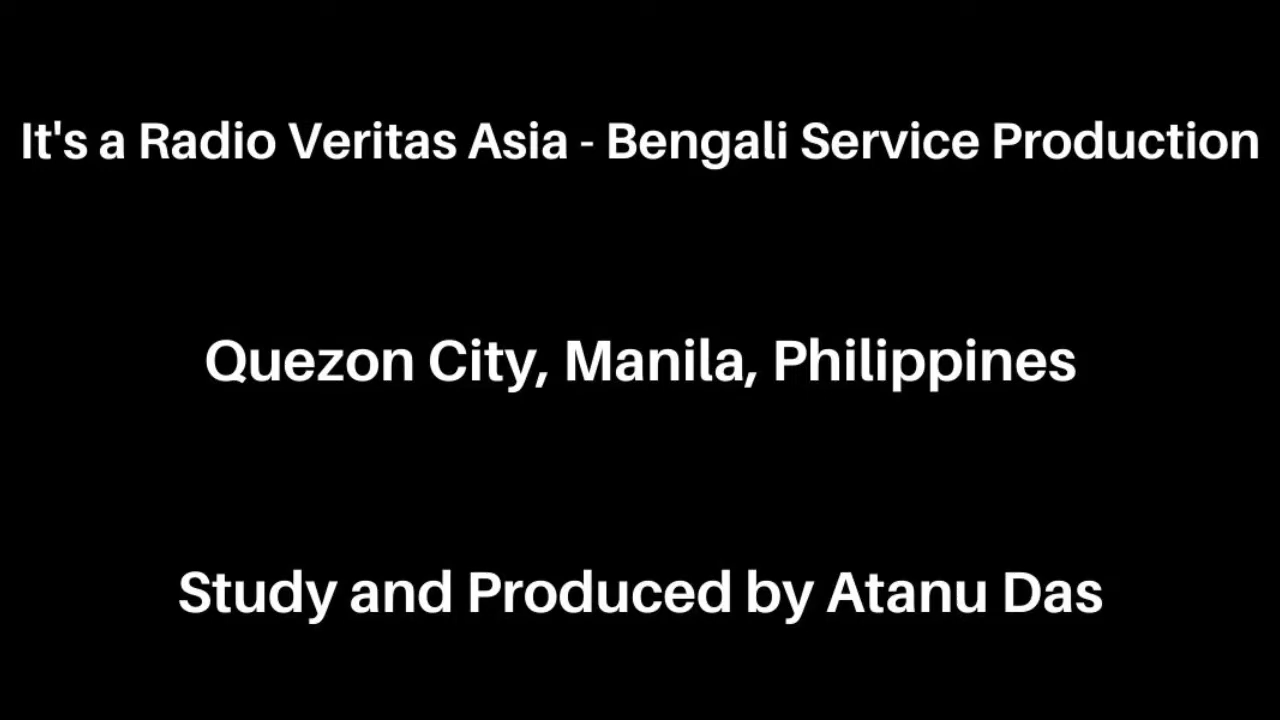 It's a Radio Veritas Asia - Bengali Service Production
Quezon City, Manila, Philippines
Study and Produced by Atanu Das